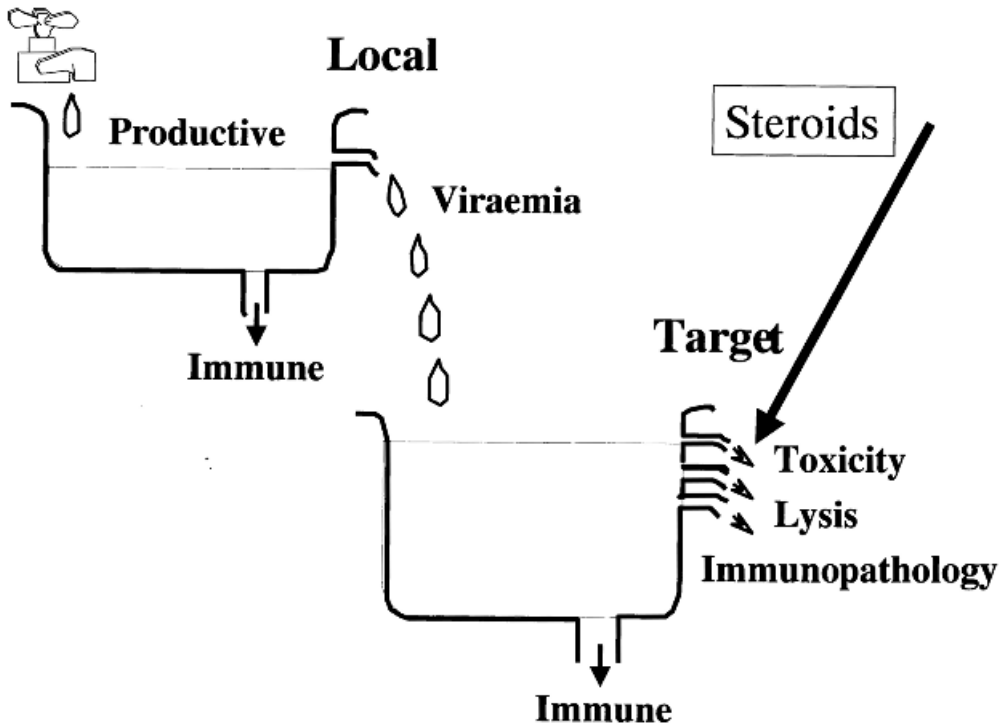 Local
Steroids
Productive
Viraemia
Target
Immune
Toxicity
Lysis
Immunopathology
Immune